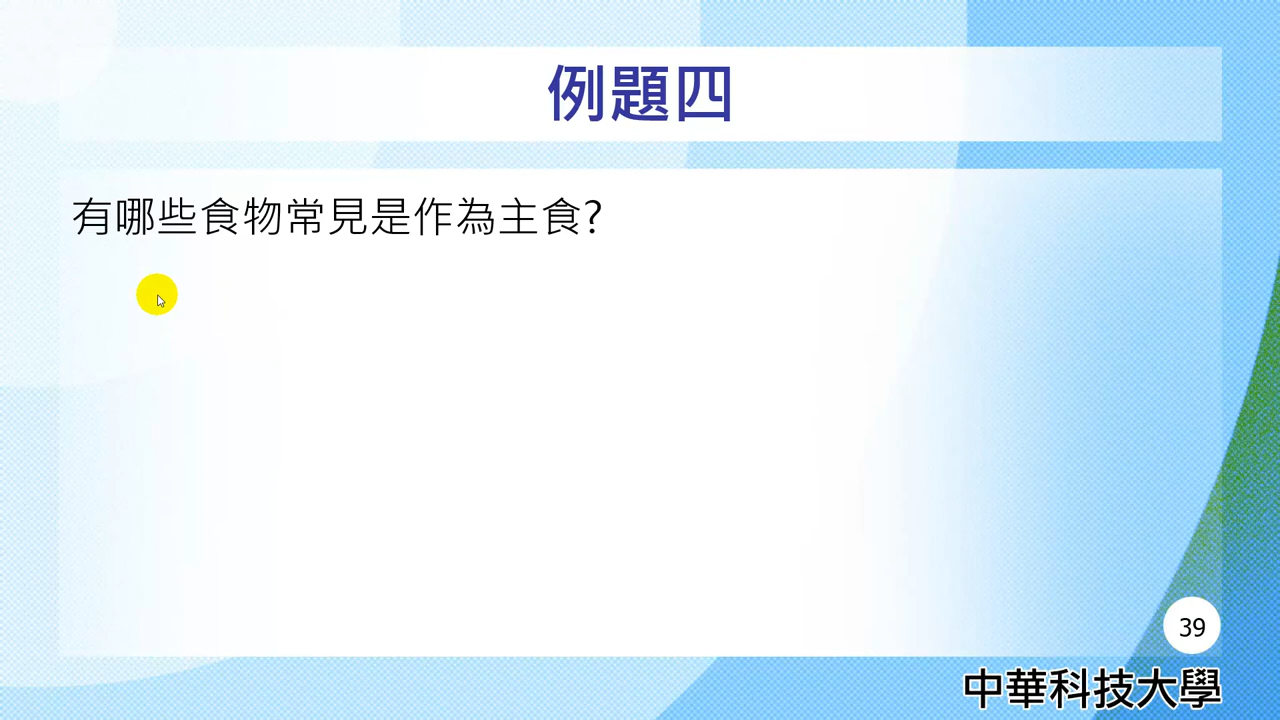 例題四
有哪些食物常見是作為主食?
39
中華科技大學